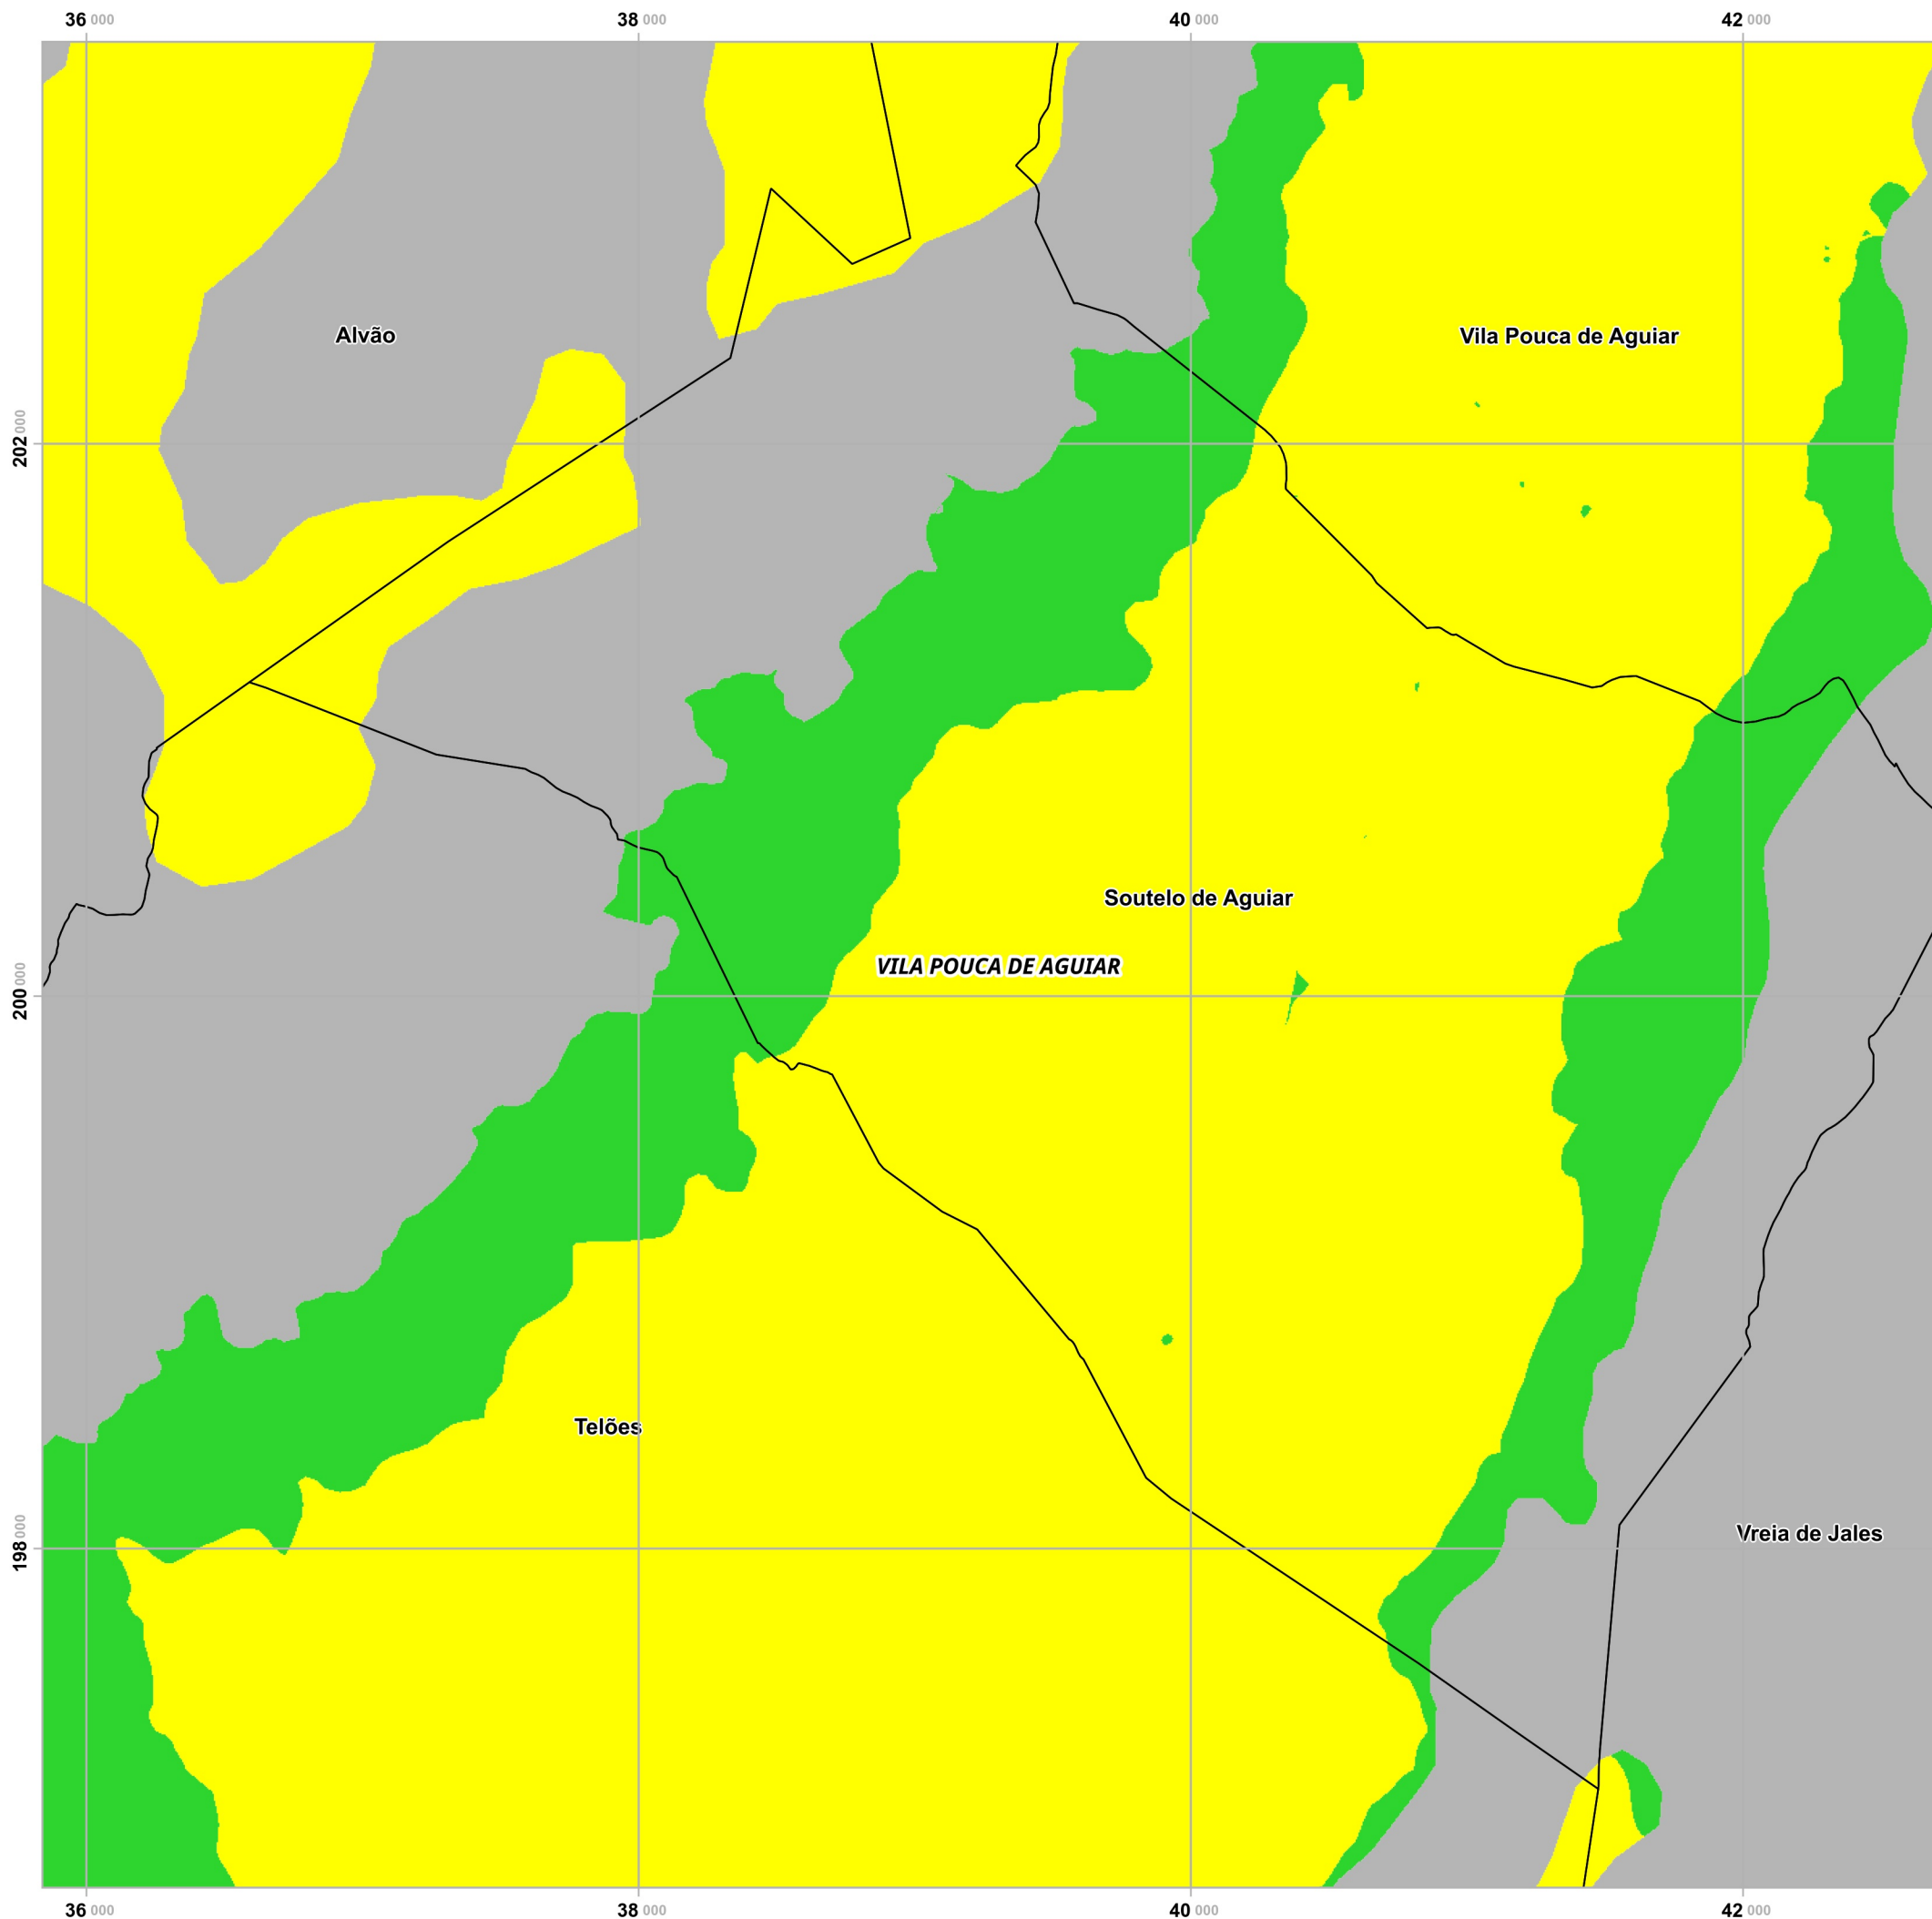 36 000 38 000 40 000 42 000
Alvão
Vila Pouca de Aguiar
202 000
Soutelo de Aguiar
VILA POUCA DE AGUIAR
200 000
Telões
Vreia de Jales
198 000
36 000 38 000 40 000 42 000